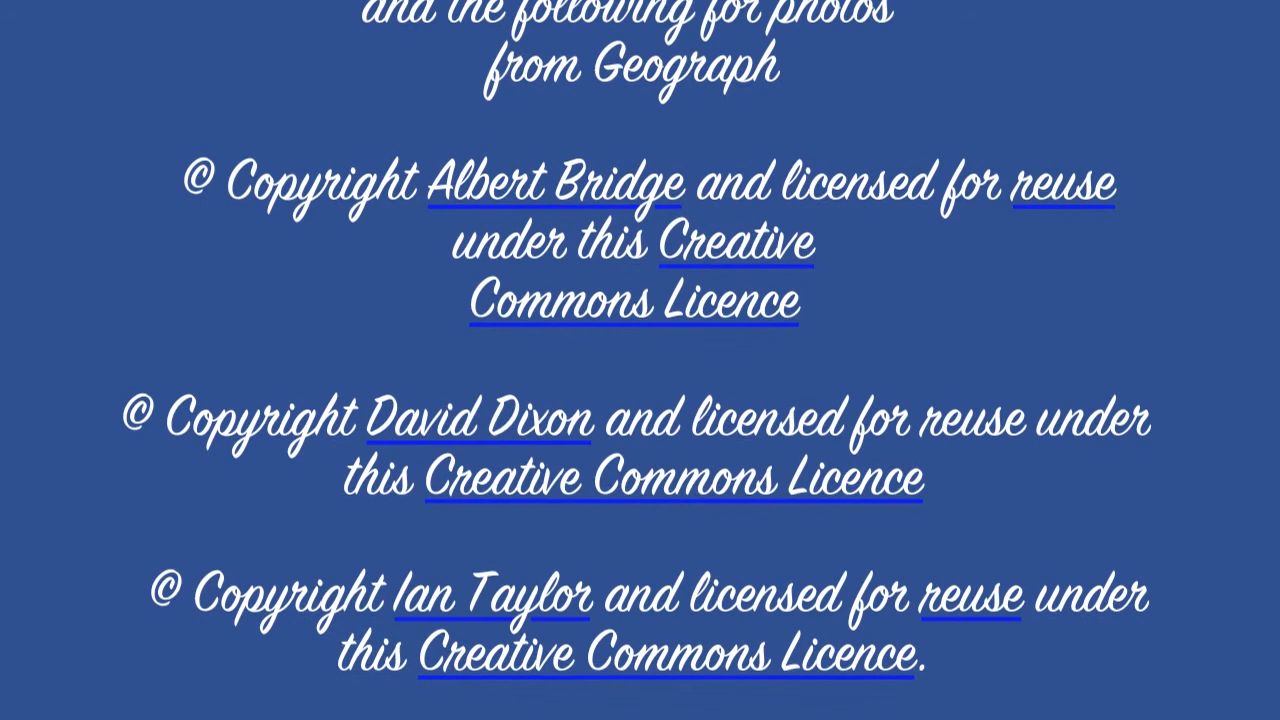 and the following for photos
from Geograph
© Copyright Albert Bridge and licensed for reuse
under this Creative
Commons Licence
© Copyright David Dixon and licensed for reuse under
this Creative Commons Licence
© Copyright Ian Taylor and licensed for reuse under
this Creative Commons Licence.